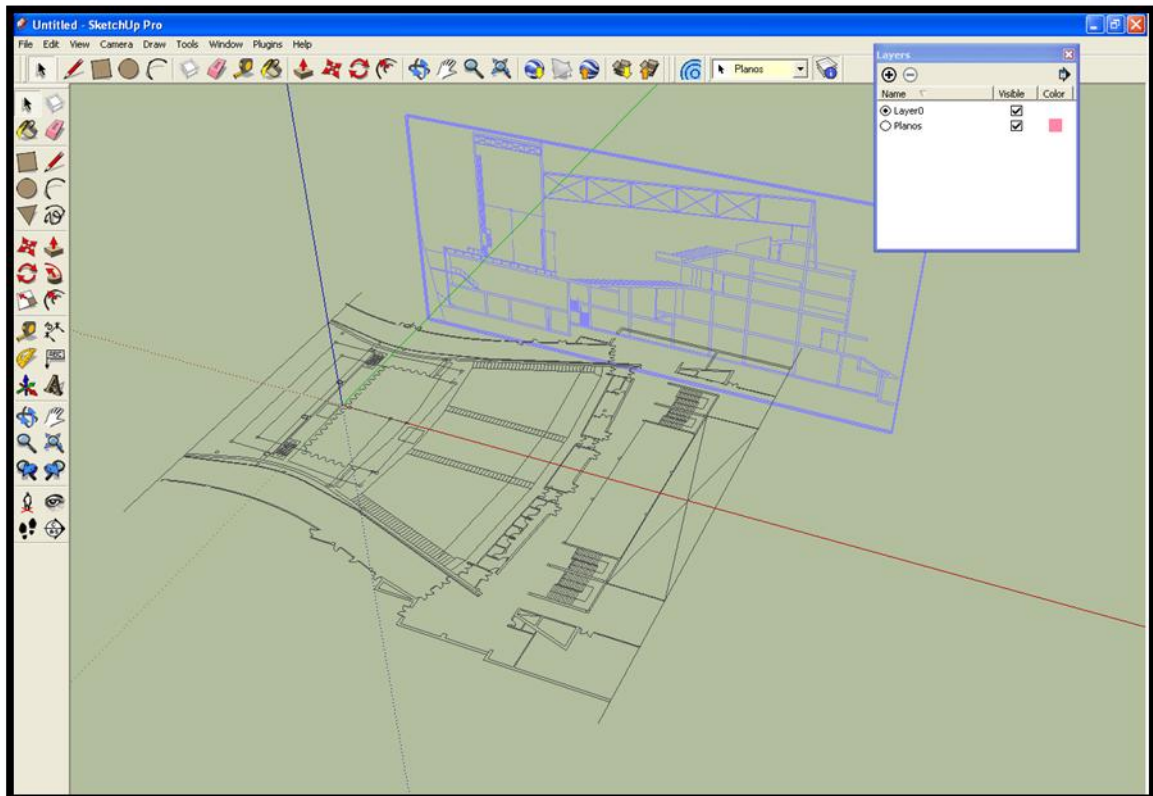 Untitled - SketchUp Pro
File Edit View Camera Draw Tools Window Plugins Help
Planos
Layers
Name Visible Color
Layer0
Planos
ABC